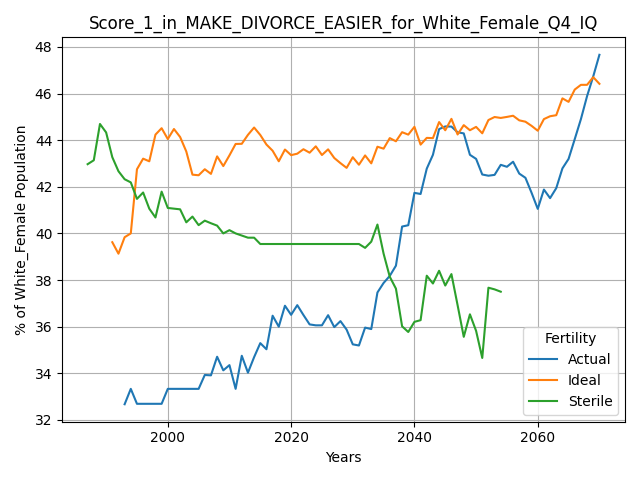 Score_1_in_MAKE_DIVORCE_EASIER_for_White_Female_Q4_IQ
% of White_Female Population
48
46
44
42
40
38
36
34
32
2000
2020
2040
2060
Years
Fertility
Actual
Ideal
Sterile